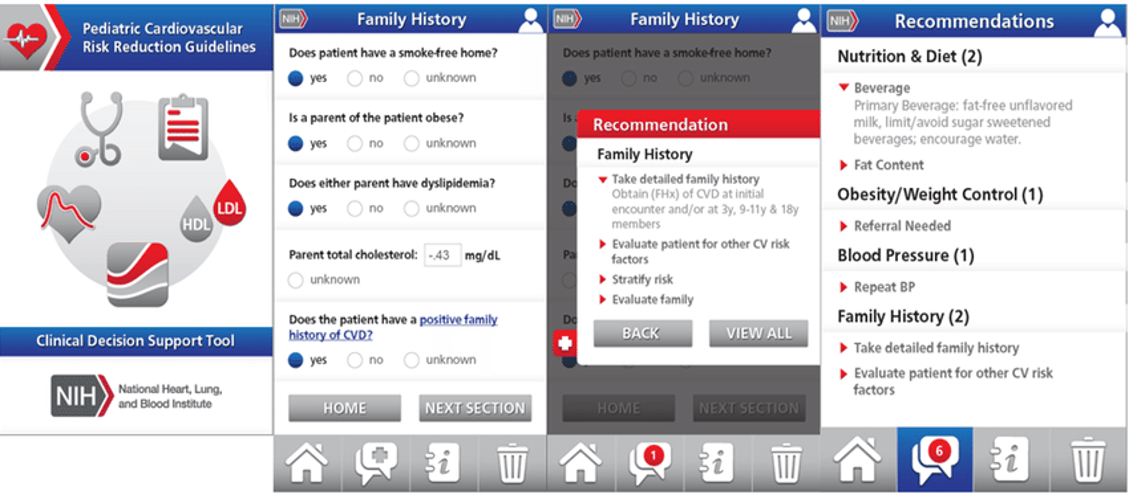 Pediatric Cardiovascular
Risk Reduction Guidelines
HDL
LDL
Clinical Decision Support Tool
NIH
National Heart, Lung,
and Blood Institute
NIH
Family History
Does patient have a smoke-free home?
yes no unknown
Is a parent of the patient obese?
yes no unknown
Does either parent have dyslipidemia?
yes no unknown
Parent total cholesterol: -.43 mg/dL
unknown
Does the patient have a positive family
history of CVD?
yes no unknown
HOME NEXT SECTION
NIH
Family History
Does patient have a smoke-free home?
yes no unknown
Is
Do
Pa
Do
Recommendation
Family History
Take detailed family history
Obtain (FHx) of CVD at initial
encounter and/or at 3y, 9-11y & 18y
members
Evaluate patient for other CV risk
factors
Stratify risk
Evaluate family
BACK VIEW ALL
HOME NEXT SECTION
1
NIH
Recommendations
Nutrition & Diet (2)
Beverage
Primary Beverage: fat-free unflavored
milk, limit/avoid sugar sweetened
beverages; encourage water.
Fat Content
Obesity/Weight Control (1)
Referral Needed
Blood Pressure (1)
Repeat BP
Family History (2)
Take detailed family history
Evaluate patient for other CV risk
factors
6